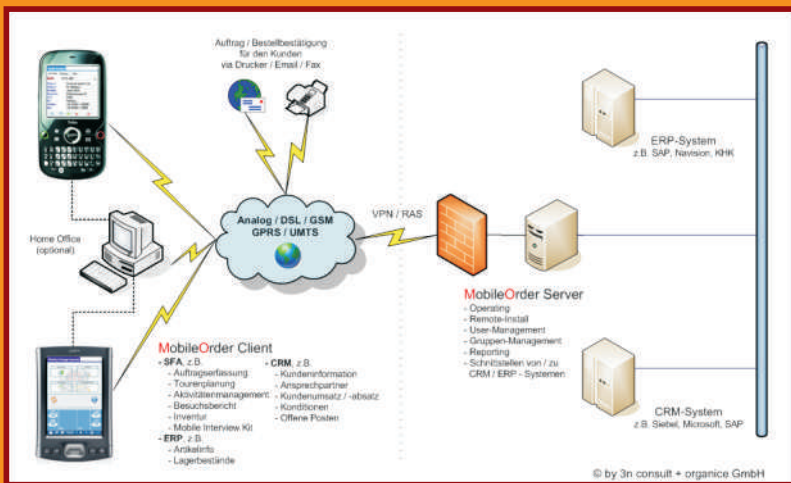 Auftrag / Bestellbestätigung
für den Kunden
via Drucker / Email / Fax
ERP-System
z.B. SAP, Navision, KHK
Home Office
(optional)
Analog / DSL / GSM
GPRS / UMTS
VPN / RAS
MobileOrder Server
- Operating
- Remote-Install
- User-Management
- Gruppen-Management
- Reporting
- Schnittstellen von / zu
CRM / ERP - Systemen
MobileOrder Client
- SFA, z.B.
- Auftragserfassung
- Tourenplanung
- Aktivitätenmanagement
- Besuchsbericht
- Inventur
- Mobile Interview Kit
- ERP, z.B.
- Artikelinfo
- Lagerbestände
- CRM, z.B.
- Kundeninformation
- Ansprechpartner
- Kundenumsatz / -absatz
- Konditionen
- Offene Posten
CRM-System
z.B. Siebel, Microsoft, SAP
© by 3n consult + organice GmbH